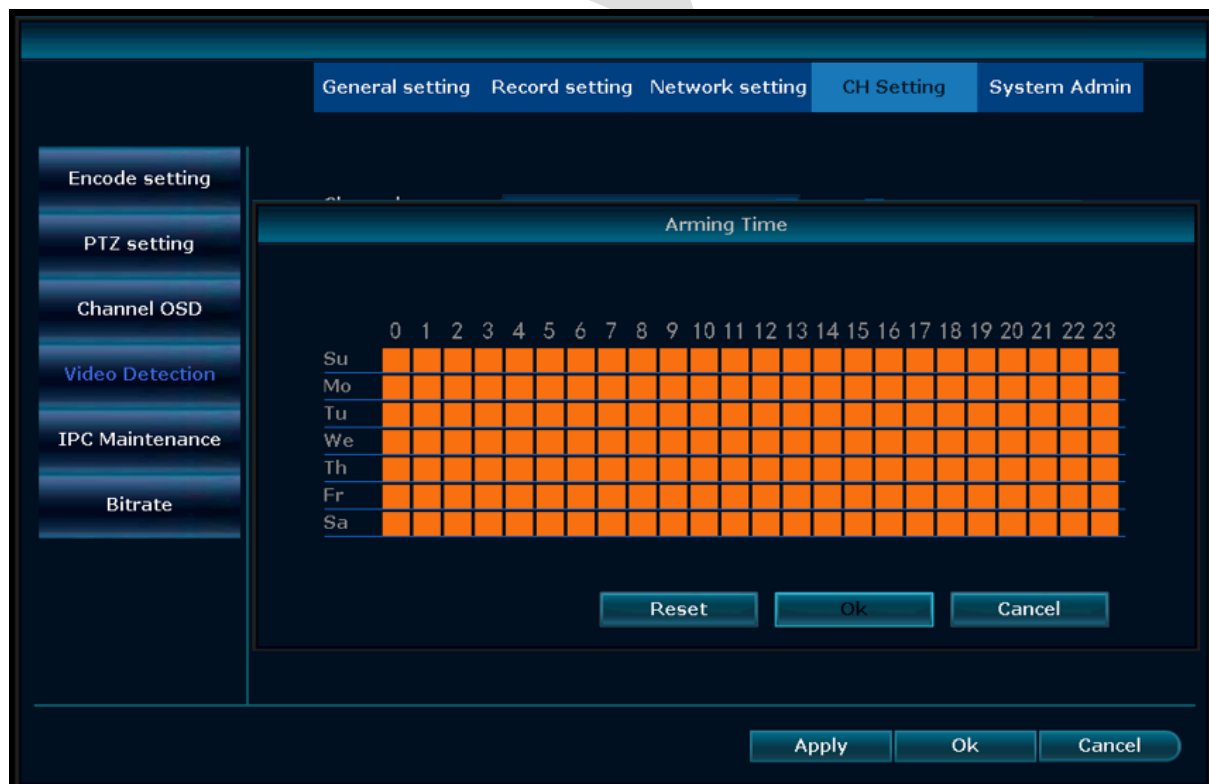 General setting Record setting Network setting CH Setting System Admin
Encode setting
PTZ setting
Channel OSD
Video Detection
IPC Maintenance
Bitrate
Arming Time
0 1 2 3 4 5 6 7 8 9 10 11 12 13 14 15 16 17 18 19 20 21 22 23
Su
Mo
Tu
We
Th
Fr
Sa
Reset Ok Cancel
Apply Ok Cancel